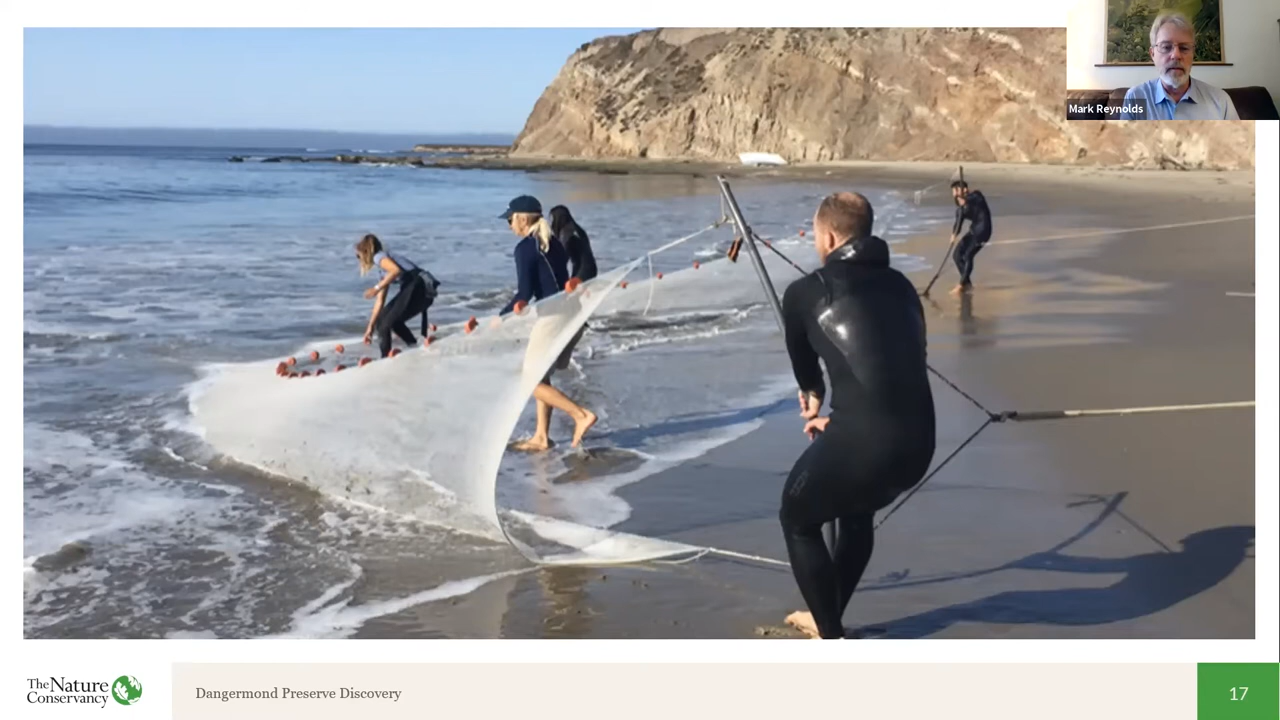 Mark Reynolds
The Nature
Conservancy
Dangermond Preserve Discovery
17